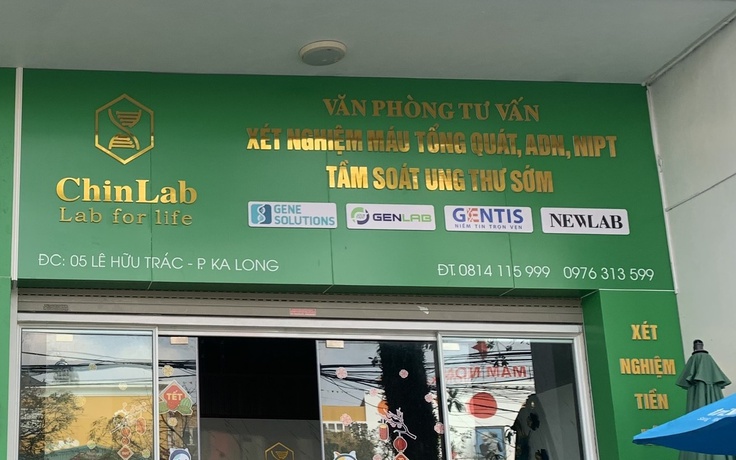 VĂN PHÒNG TƯ VẤN
XÉT NGHIỆM MÁU TỔNG QUÁT, ADN, NIPT
TẦM SOÁT UNG THƯ SỚM
ChinLab
Lab for life
GENE
SOLUTIONS
GENLAB
GENTIS
NIỀM TIN TRỌN VẸN
NEWLAB
ĐC: 05 LÊ HỮU TRÁC - P. KA LONG
ĐT. 0814 115 999 0976 313 599
XÉT
NGHIỆM
TIỀN
TẾT
MAM NON